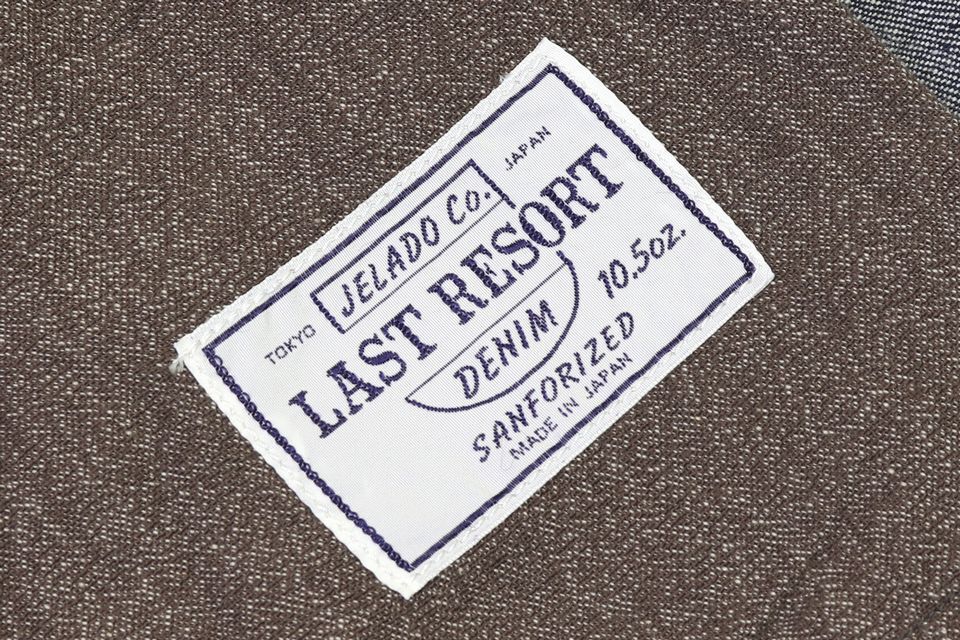 TOKYO JELADO CO. JAPAN
LAST RESORT
DENIM 10.5oz.
SANFORIZED
MADE IN JAPAN